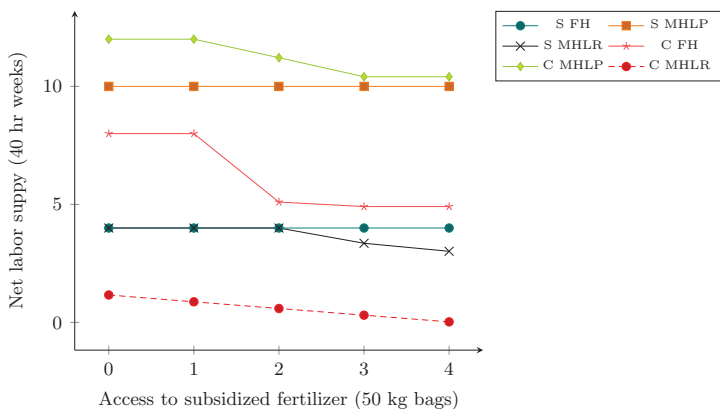 S FH
S MHLP
S MHLR
C FH
C MHLP
C MHLR
Net labor suppy (40 hr weeks)
10
5
0
0 1 2 3 4
Access to subsidized fertilizer (50 kg bags)